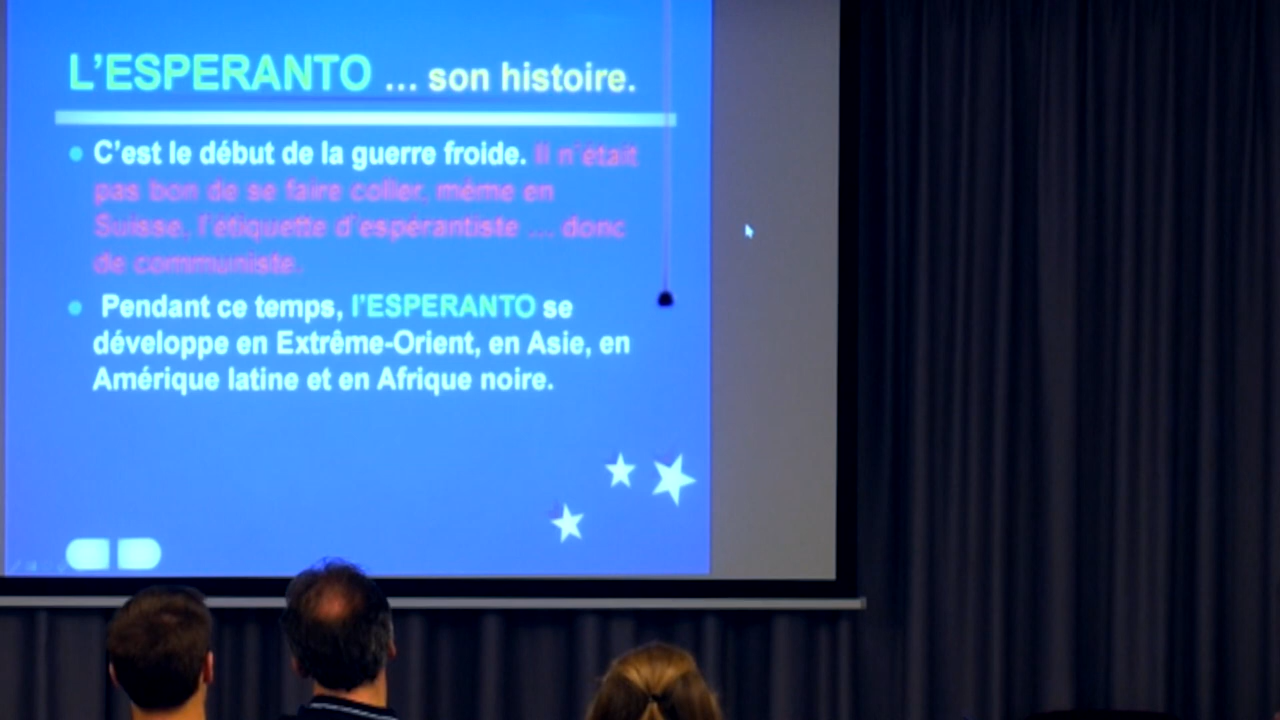 L’ESPERANTO ... son histoire.
• C’est le début de la guerre froide. Il n’était
pas bon de se faire coller, même en
Suisse, l’étiquette d’espérantiste ... donc
de communiste.
• Pendant ce temps, l’ESPERANTO se
développe en Extrême-Orient, en Asie, en
Amérique latine et en Afrique noire.